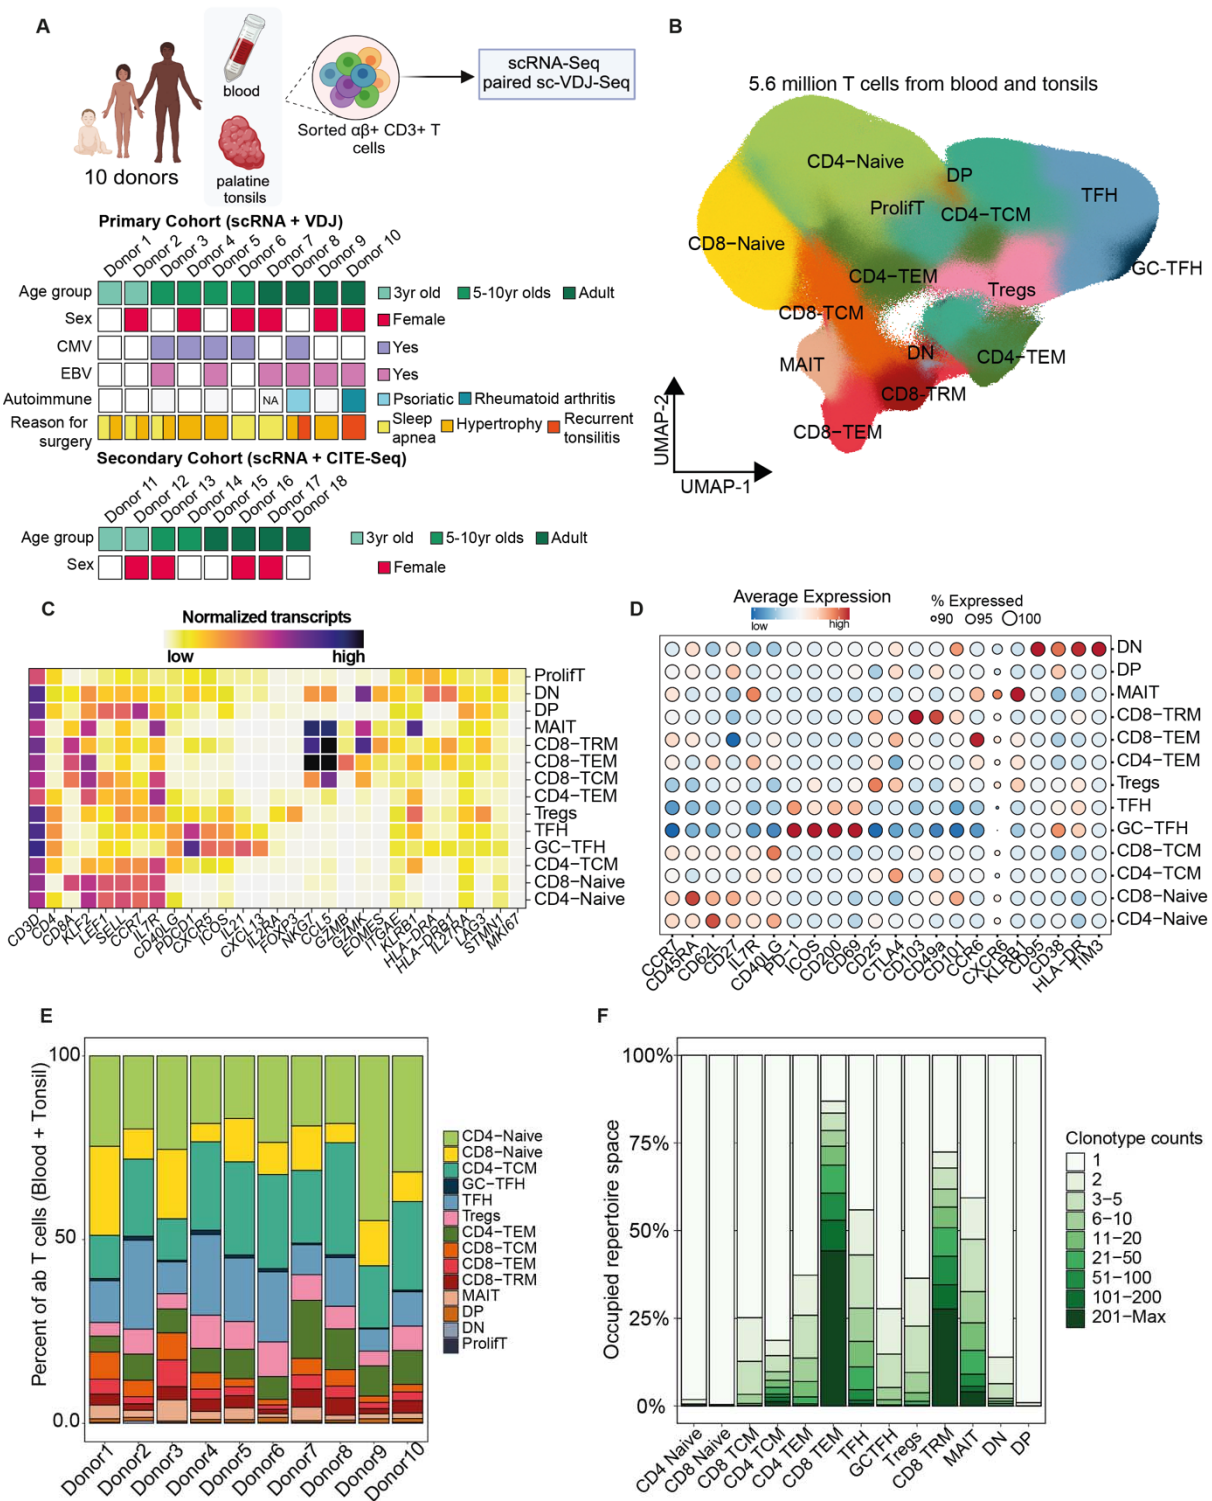 A
blood
palatine
tonsils
10 donors
Sorted αβ+ CD3+ T
cells
scRNA-Seq
paired sc-VDJ-Seq
Primary Cohort (scRNA + VDJ)
Donor 1
Donor 2
Donor 3
Donor 4
Donor 5
Donor 6
Donor 7
Donor 8
Donor 9
Donor 10
Age group
3yr old
5-10yr olds
Adult
Sex
Female
CMV
Yes
EBV
Yes
Autoimmune
NA
Psoriatic
Rheumatoid arthritis
Reason for
surgery
Sleep
apnea
Hypertrophy
Recurrent
tonsilitis
Secondary Cohort (scRNA + CITE-Seq)
Donor 11
Donor 12
Donor 13
Donor 14
Donor 15
Donor 16
Donor 17
Donor 18
Age group
3yr old
5-10yr olds
Adult
Sex
Female
B
5.6 million T cells from blood and tonsils
CD4−Naive
DP
TFH
ProlifT
CD4−TCM
CD8−Naive
GC-TFH
CD4−TEM
Tregs
CD8-TCM
DN
CD4−TEM
MAIT
CD8−TRM
CD8−TEM
UMAP-2
UMAP-1
C
Normalized transcripts
low
high
ProlifT
DN
DP
MAIT
CD8−TRM
CD8−TEM
CD8−TCM
CD4−TEM
Tregs
TFH
GC−TFH
CD4−TCM
CD8−Naive
CD4−Naive
CD3D
CD4
CD8A
KLF2
LEF1
SELL
CCR7
IL7R
CD40LG
PDCD1
CXCR5
ICOS
IL21
CXCL13
IL2RA
FOXP3
NKG7
CCL5
GZMB
GZMK
EOMES
ITGAE
KLRB1
HLA−DRA
HLA−DRB1
IL27RA
LAG3
STMN1
MKI67
D
Average Expression
low
high
% Expressed
90
95
100
DN
DP
MAIT
CD8−TRM
CD8−TEM
CD4−TEM
Tregs
TFH
GC−TFH
CD8−TCM
CD4−TCM
CD8−Naive
CD4−Naive
CCR7
CD45RA
CD62L
CD27
IL7R
CD40LG
PD−1
ICOS
CD200
CD69
CD25
CTLA4
CD103
CD49a
CD101
CCR6
CXCR6
KLRB1
CD95
CD38
HLA−DR
TIM3
E
Percent of ab T cells (Blood + Tonsil)
100
50
0.0
Donor1
Donor2
Donor3
Donor4
Donor5
Donor6
Donor7
Donor8
Donor9
Donor10
CD4−Naive
CD8−Naive
CD4−TCM
GC−TFH
TFH
Tregs
CD4−TEM
CD8−TCM
CD8−TEM
CD8−TRM
MAIT
DP
DN
ProlifT
F
Occupied repertoire space
100%
75%
50%
25%
0%
CD4 Naive
CD8 Naive
CD8 TCM
CD4 TCM
CD4 TEM
CD8 TEM
TFH
GCTFH
Tregs
CD8 TRM
MAIT
DN
DP
Clonotype counts
1
2
3−5
6−10
11−20
21−50
51−100
101−200
201−Max